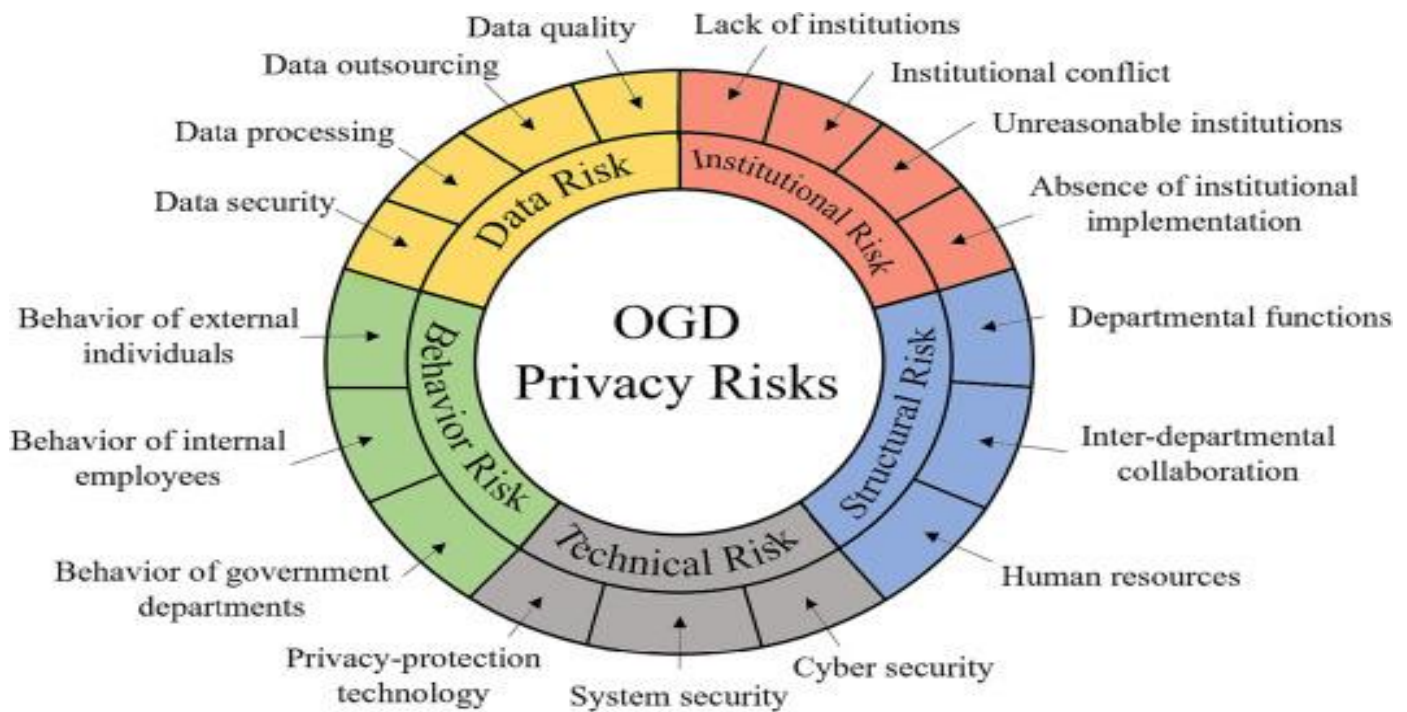 Data quality
Lack of institutions
Data outsourcing
Institutional conflict
Data processing
Unreasonable institutions
Data security
Absence of institutional
implementation
Data Risk
Institutional Risk
OGD
Privacy Risks
Behavior of external
individuals
Departmental functions
Behavior Risk
Structural Risk
Behavior of internal
employees
Inter-departmental
collaboration
Technical Risk
Behavior of government
departments
Human resources
Privacy-protection
technology
System security
Cyber security